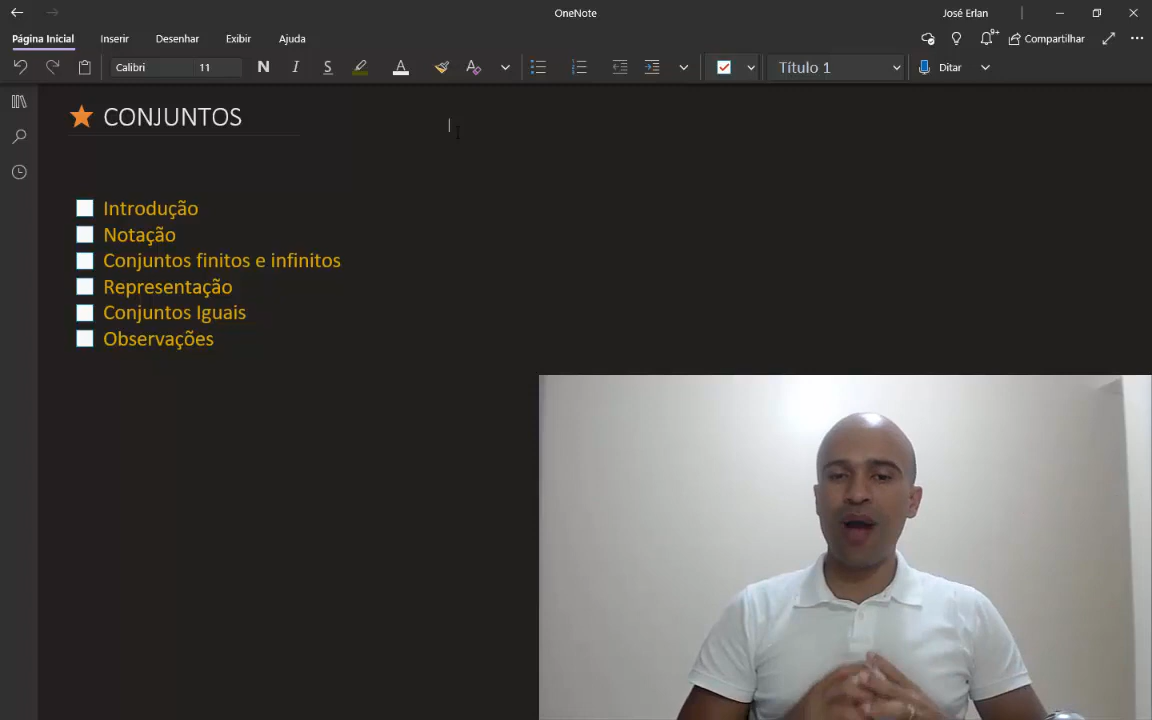 OneNote
José Erlan
Página Inicial Inserir Desenhar Exibir Ajuda
9+ Compartilhar
Calibri 11 N I S A A Título 1 Ditar
CONJUNTOS
Introdução
Notação
Conjuntos finitos e infinitos
Representação
Conjuntos Iguais
Observações